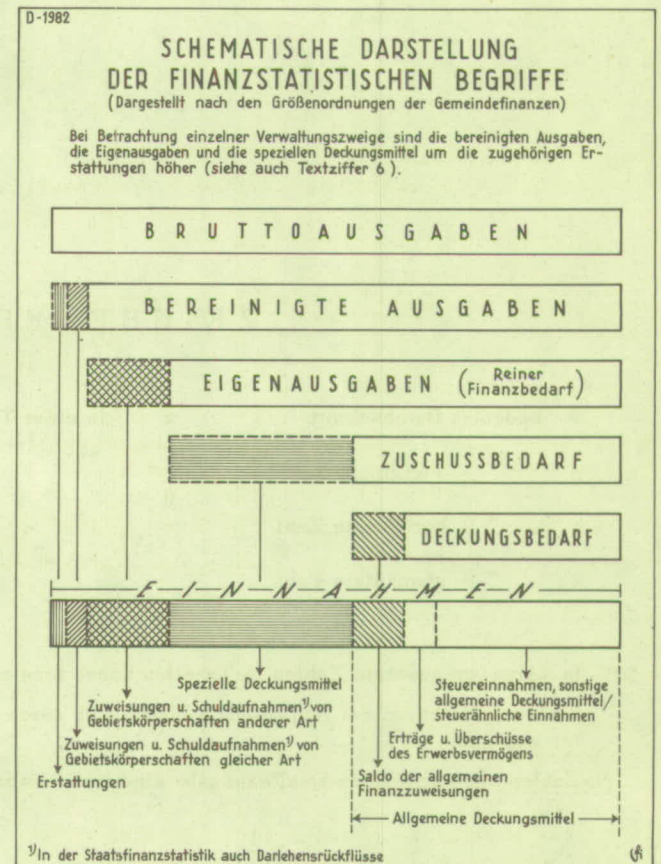 D-1982
SCHEMATISCHE DARSTELLUNG
DER FINANZSTATISTISCHEN BEGRIFFE
(Dargestellt nach den Größenordnungen der Gemeindefinanzen)
Bei Betrachtung einzelner Verwaltungszweige sind die bereinigten Ausgaben,
die Eigenausgaben und die speziellen Deckungsmittel um die zugehörigen Er-
stattungen höher (siehe auch Textziffer 6).
BRUTTOAUSGABEN
BEREINIGTE AUSGABEN
EIGENAUSGABEN (Reiner
Finanzbedarf)
ZUSCHUSSBEDARF
DECKUNGSBEDARF
EINNAHMEN
Spezielle Deckungsmittel
Zuweisungen u. Schuldaufnahmen¹⁾ von
Gebietskörperschaften anderer Art
Zuweisungen u. Schuldaufnahmen¹⁾ von
Gebietskörperschaften gleicher Art
Erstattungen
Steuereinnahmen, sonstige
allgemeine Deckungsmittel/
steuerähnliche Einnahmen
Erträge u. Überschüsse
des Erwerbsvermögens
Saldo der allgemeinen
Finanzzuweisungen
Allgemeine Deckungsmittel
¹⁾In der Staatsfinanzstatistik auch Darlehensrückflüsse